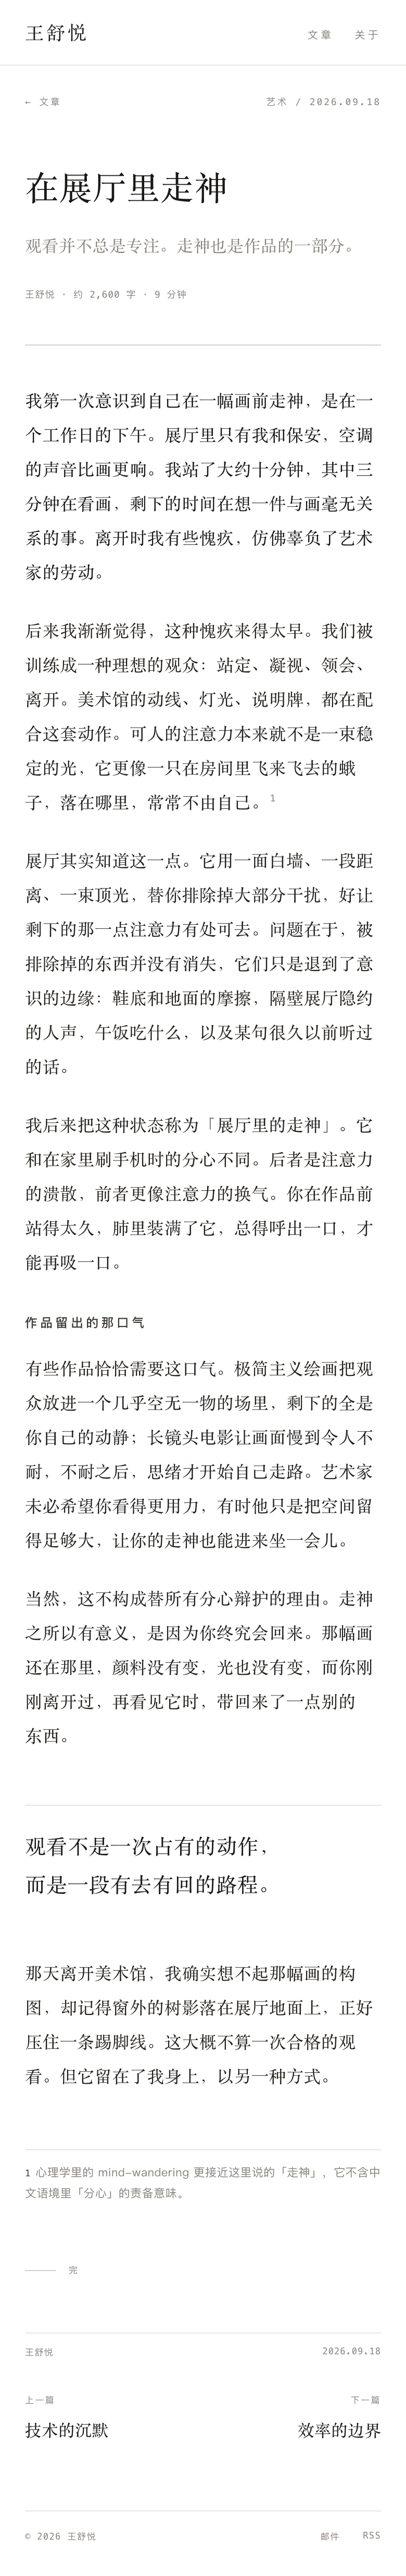 王舒悦
文章 关于
← 文章
艺术 / 2026.09.18
在展厅里走神
观看并不总是专注。走神也是作品的一部分。
王舒悦 · 约 2,600 字 · 9 分钟
我第一次意识到自己在一幅画前走神，是在一
个工作日的下午。展厅里只有我和保安，空调
的声音比画更响。我站了大约十分钟，其中三
分钟在看画，剩下的时间在想一件与画毫无关
系的事。离开时我有些愧疚，仿佛辜负了艺术
家的劳动。
后来我渐渐觉得，这种愧疚来得太早。我们被
训练成一种理想的观众：站定、凝视、领会、
离开。美术馆的动线、灯光、说明牌，都在配
合这套动作。可人的注意力本来就不是一束稳
定的光，它更像一只在房间里飞来飞去的蛾
子，落在哪里，常常不由自己。1
展厅其实知道这一点。它用一面白墙、一段距
离、一束顶光，替你排除掉大部分干扰，好让
剩下的那一点注意力有处可去。问题在于，被
排除掉的东西并没有消失，它们只是退到了意
识的边缘：鞋底和地面的摩擦，隔壁展厅隐约
的人声，午饭吃什么，以及某句很久以前听过
的话。
我后来把这种状态称为「展厅里的走神」。它
和在家里刷手机时的分心不同。后者是注意力
的溃散，前者更像注意力的换气。你在作品前
站得太久，肺里装满了它，总得呼出一口，才
能再吸一口。
作品留出的那口气
有些作品恰恰需要这口气。极简主义绘画把观
众放进一个几乎空无一物的场里，剩下的全是
你自己的动静；长镜头电影让画面慢到令人不
耐，不耐之后，思绪才开始自己走路。艺术家
未必希望你看得更用力，有时他只是把空间留
得足够大，让你的走神也能进来坐一会儿。
当然，这不构成替所有分心辩护的理由。走神
之所以有意义，是因为你终究会回来。那幅画
还在那里，颜料没有变，光也没有变，而你刚
刚离开过，再看见它时，带回来了一点别的
东西。
观看不是一次占有的动作，
而是一段有去有回的路程。
那天离开美术馆，我确实想不起那幅画的构
图，却记得窗外的树影落在展厅地面上，正好
压住一条踢脚线。这大概不算一次合格的观
看。但它留在了我身上，以另一种方式。
1 心理学里的 mind-wandering 更接近这里说的「走神」，它不含中
文语境里「分心」的责备意味。
完
王舒悦
2026.09.18
上一篇
下一篇
技术的沉默
效率的边界
© 2026 王舒悦
邮件 RSS